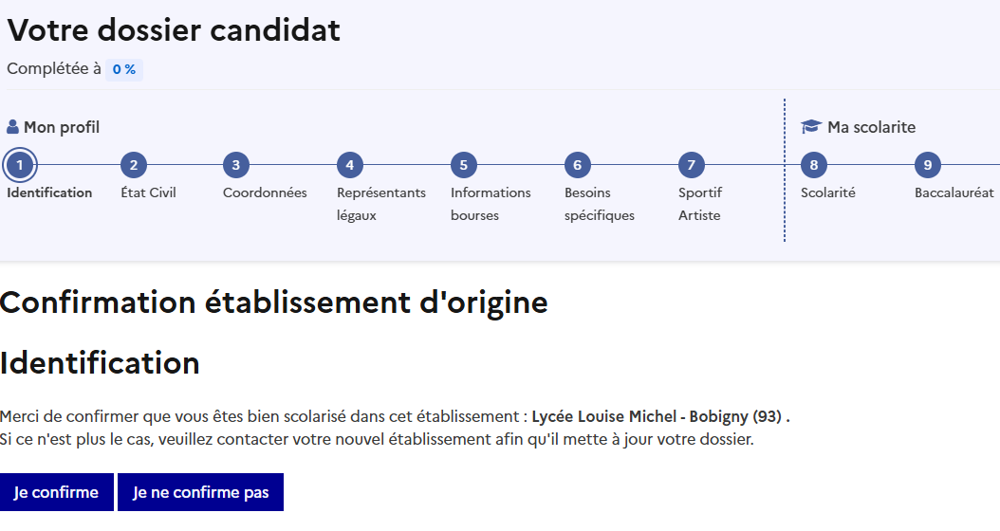 Votre dossier candidat
Complétée à 0 %
Mon profil
Ma scolarite
1 2 3 4 5 6 7 8 9
Identification
État Civil
Coordonnées
Représentants légaux
Informations bourses
Besoins spécifiques
Sportif Artiste
Scolarité
Baccalauréat
Confirmation établissement d'origine
Identification
Merci de confirmer que vous êtes bien scolarisé dans cet établissement : Lycée Louise Michel - Bobigny (93) .
Si ce n'est plus le cas, veuillez contacter votre nouvel établissement afin qu'il mette à jour votre dossier.
Je confirme
Je ne confirme pas